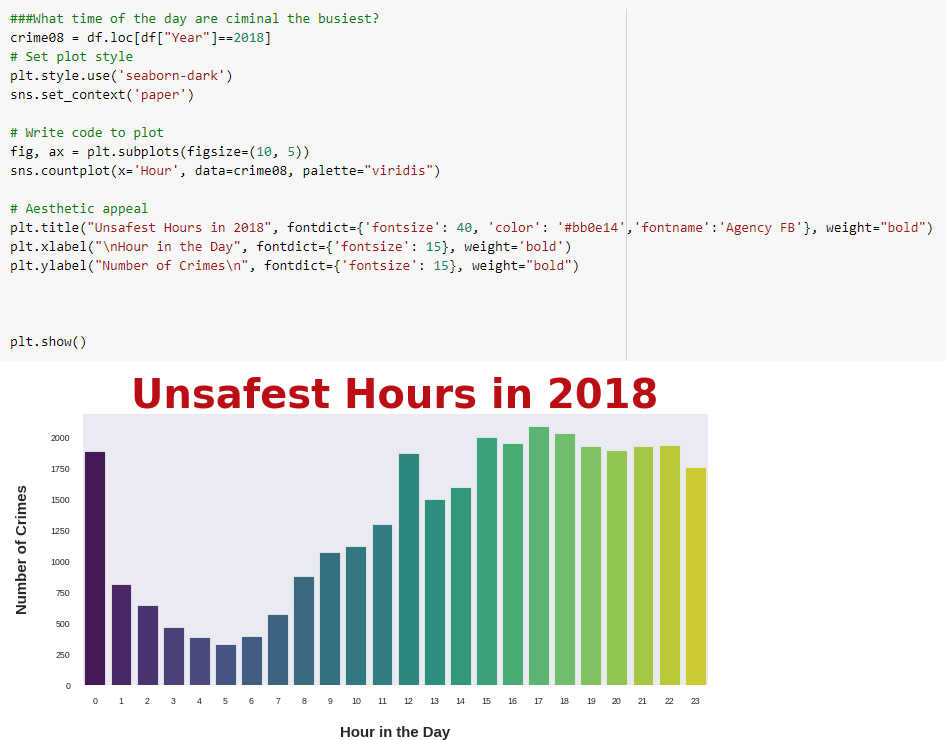 ###What time of the day are ciminal the busiest?
crime08 = df.loc[df["Year"]==2018]
# Set plot style
plt.style.use('seaborn-dark')
sns.set_context('paper')
# Write code to plot
fig, ax = plt.subplots(figsize=(10, 5))
sns.countplot(x='Hour', data=crime08, palette="viridis")
# Aesthetic appeal
plt.title("Unsafest Hours in 2018", fontdict={'fontsize': 40, 'color': '#bb0e14','fontname':'Agency FB'}, weight="bold")
plt.xlabel("\nHour in the Day", fontdict={'fontsize': 15}, weight='bold')
plt.ylabel("Number of Crimes\n", fontdict={'fontsize': 15}, weight="bold")
plt.show()
Unsafest Hours in 2018
Number of Crimes
2000
1750
1500
1250
1000
750
500
250
0
0 1 2 3 4 5 6 7 8 9 10 11 12 13 14 15 16 17 18 19 20 21 22 23
Hour in the Day